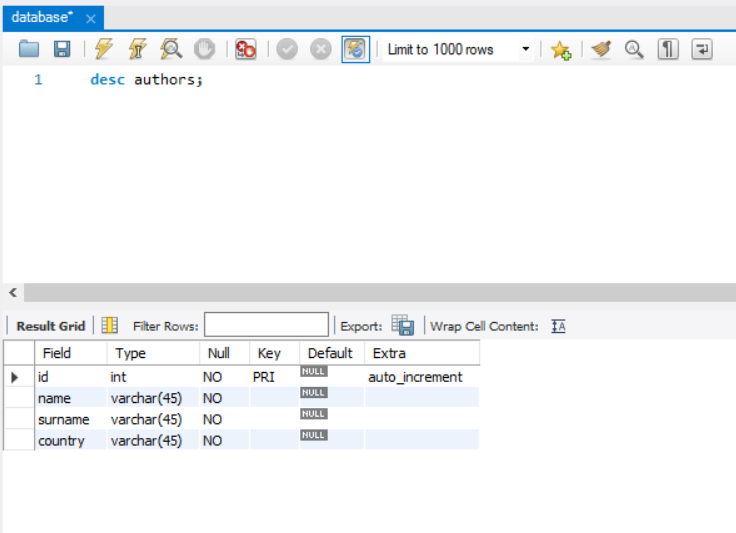 database*
Limit to 1000 rows
1 desc authors;
Result Grid Filter Rows: Export: Wrap Cell Content:
Field Type Null Key Default Extra
id int NO PRI NULL auto_increment
name varchar(45) NO NULL
surname varchar(45) NO NULL
country varchar(45) NO NULL